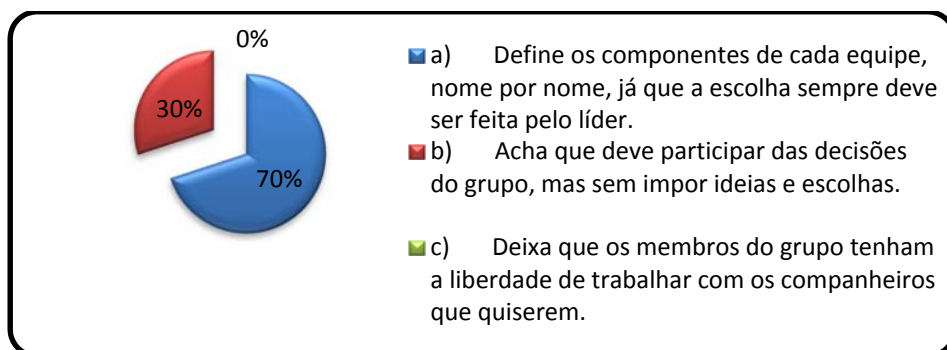 0%
30%
70%
a) Define os componentes de cada equipe,
nome por nome, já que a escolha sempre deve
ser feita pelo líder.
b) Acha que deve participar das decisões
do grupo, mas sem impor ideias e escolhas.
c) Deixa que os membros do grupo tenham
a liberdade de trabalhar com os companheiros
que quiserem.